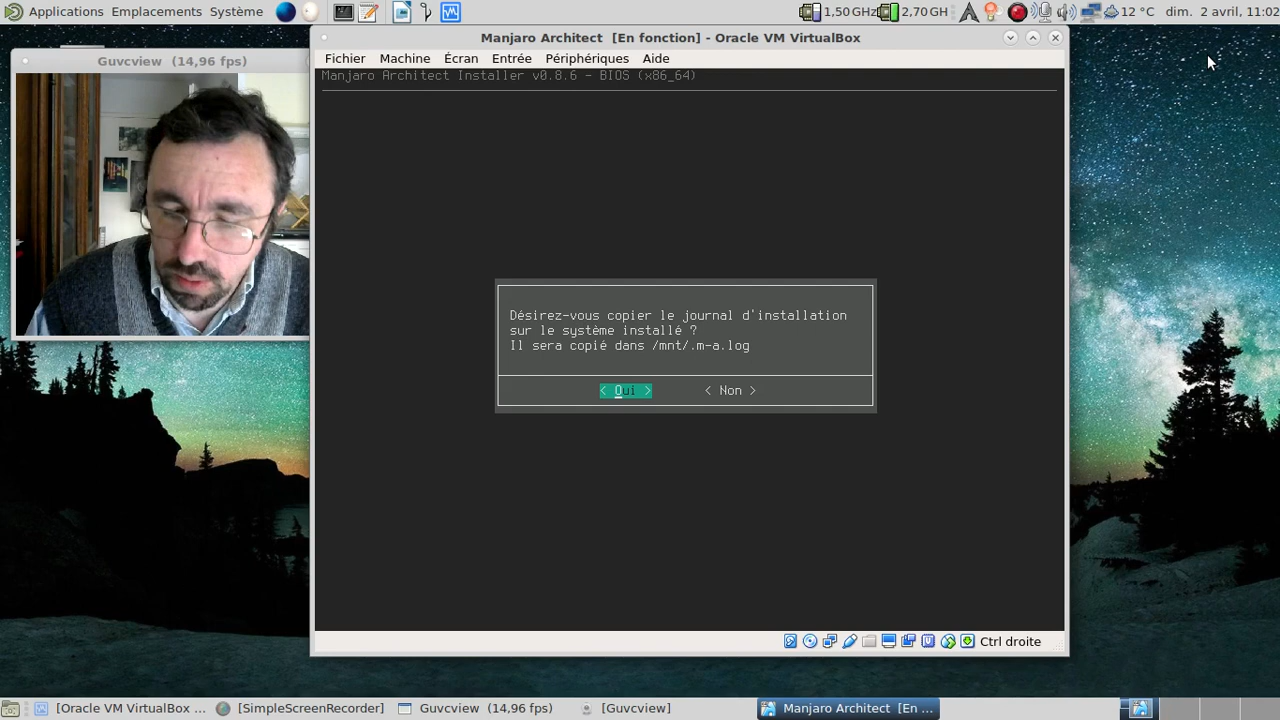 Applications Emplacements Système 1,50 GHz 2,70 GH 12 °C dim. 2 avril, 11:02
Guvcview (14,96 fps)
Manjaro Architect [En fonction] - Oracle VM VirtualBox
Fichier Machine Écran Entrée Périphériques Aide
Manjaro Architect Installer v0.8.6 - BIOS (x86_64)
Désirez-vous copier le journal d'installation
sur le système installé ?
Il sera copié dans /mnt/.m-a.log
< Oui > < Non >
Ctrl droite
[Oracle VM VirtualBox ... [SimpleScreenRecorder] Guvcview (14,96 fps) [Guvcview] Manjaro Architect [En ...